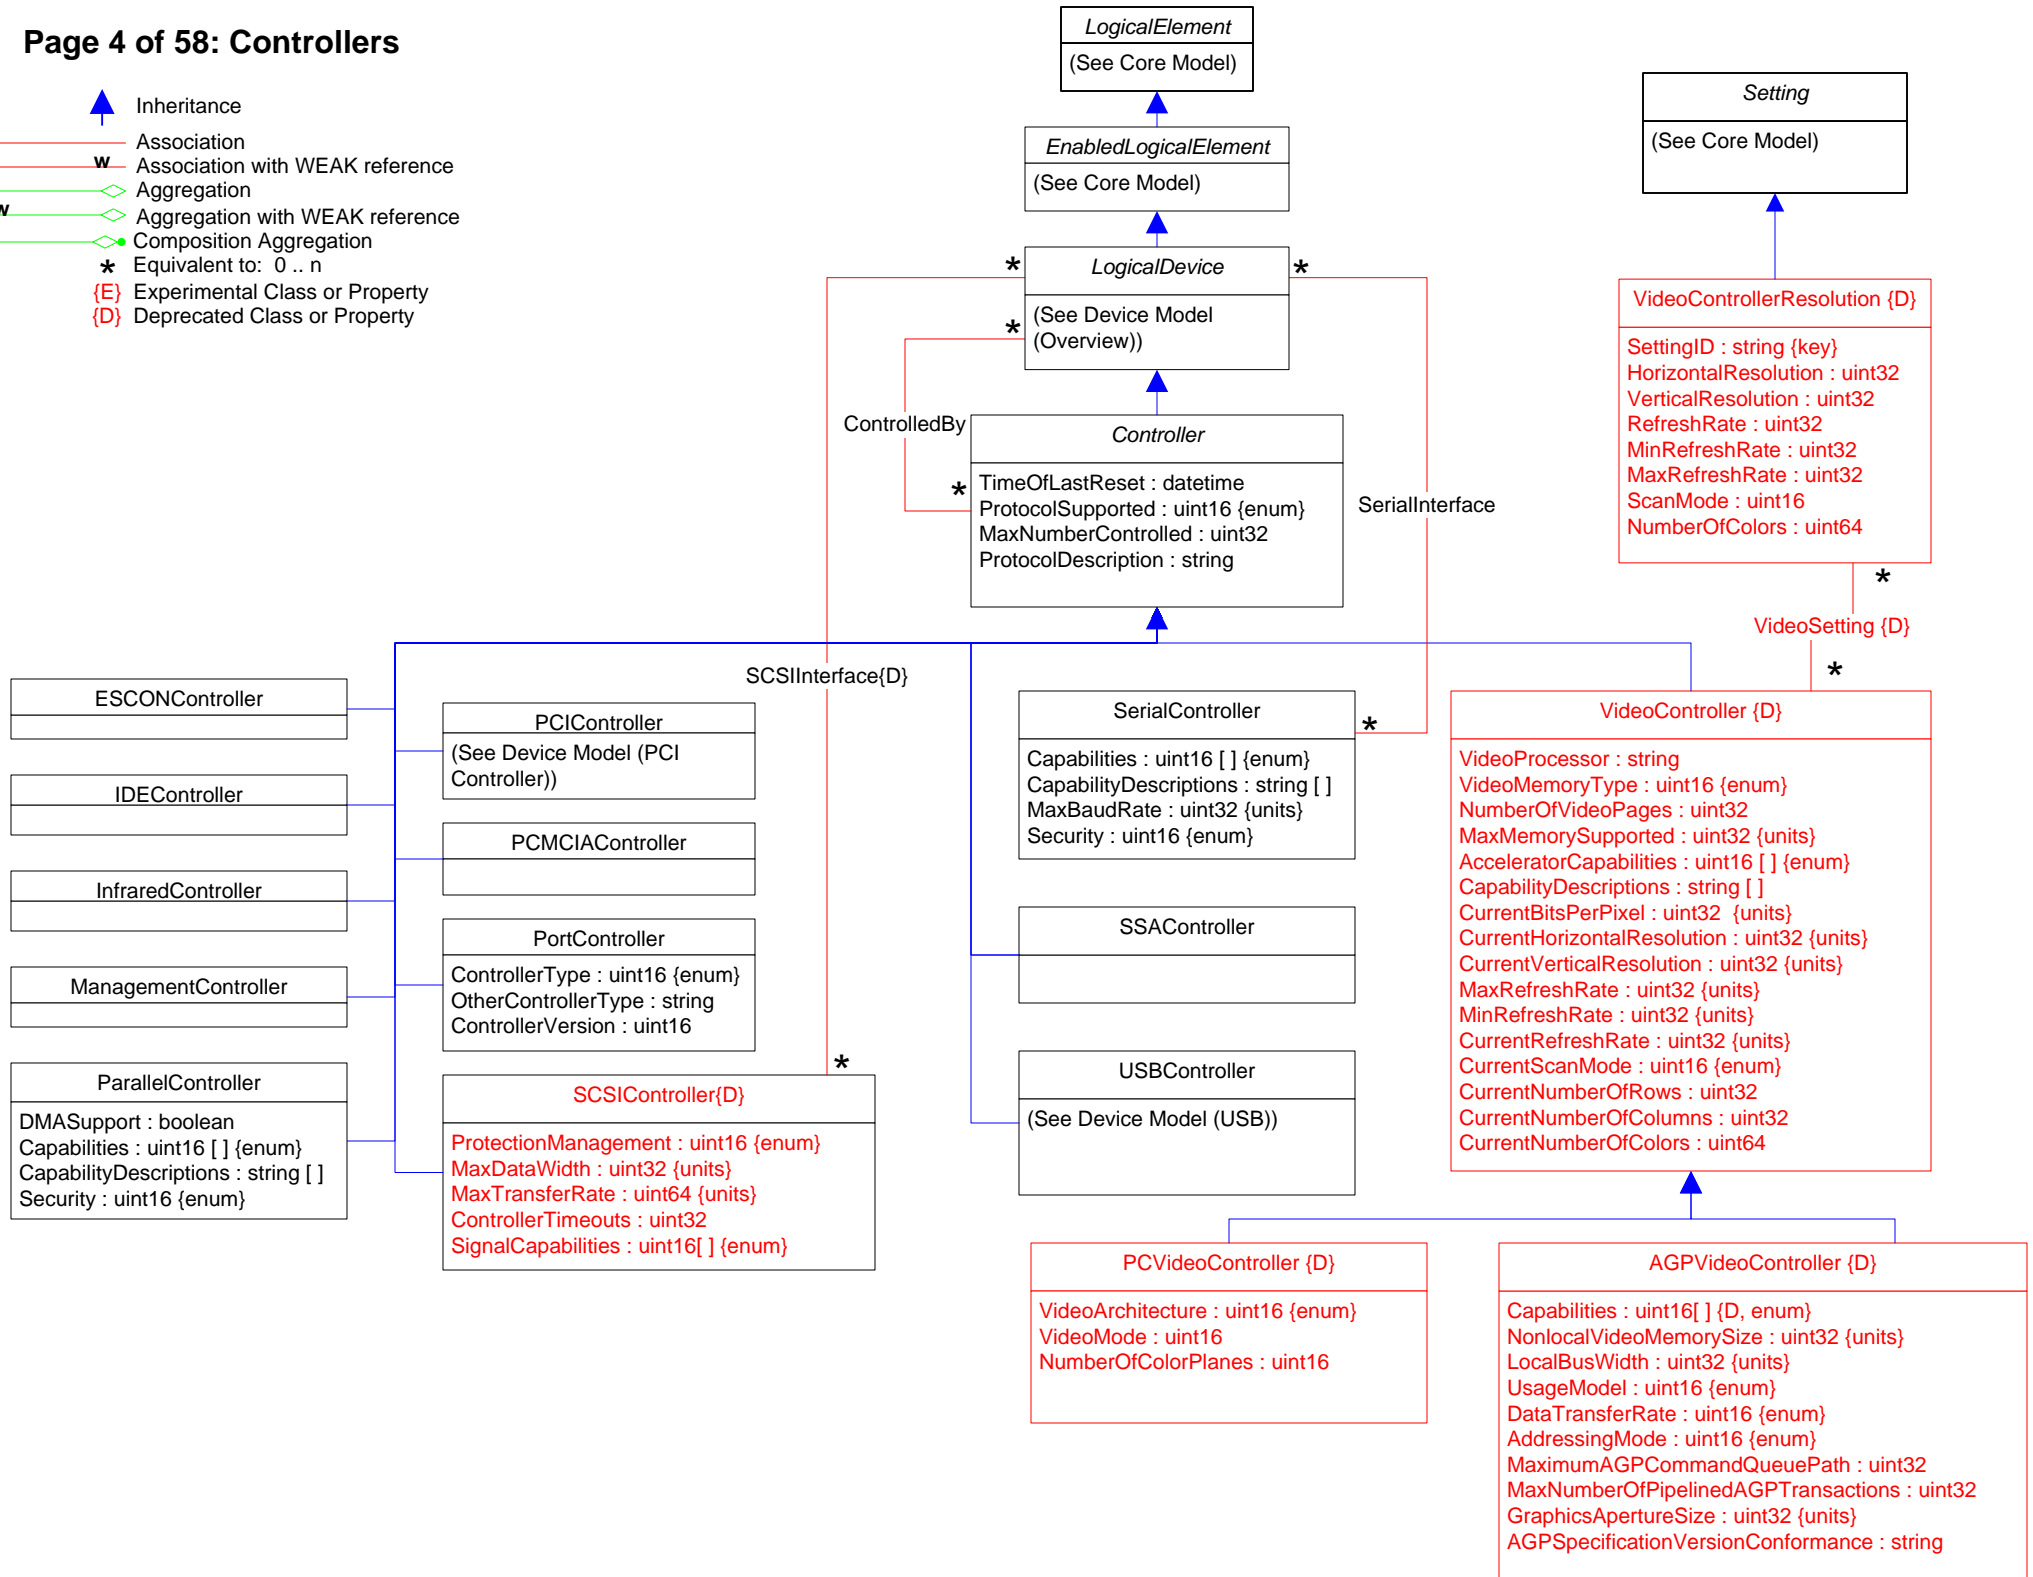 Page 4 of 58: Controllers
Inheritance
Association
w
Association with WEAK reference
Aggregation
w
Aggregation with WEAK reference
Composition Aggregation
* Equivalent to: 0 .. n
{E} Experimental Class or Property
{D} Deprecated Class or Property
LogicalElement
(See Core Model)
EnabledLogicalElement
(See Core Model)
*
LogicalDevice
*
(See Device Model
(Overview))
*
ControlledBy
*
Controller
TimeOfLastReset : datetime
ProtocolSupported : uint16 {enum}
MaxNumberControlled : uint32
ProtocolDescription : string
SerialInterface
Setting
(See Core Model)
VideoControllerResolution {D}
SettingID : string {key}
HorizontalResolution : uint32
VerticalResolution : uint32
RefreshRate : uint32
MinRefreshRate : uint32
MaxRefreshRate : uint32
ScanMode : uint16
NumberOfColors : uint64
*
VideoSetting {D}
*
SCSIInterface{D}
*
ESCONController
IDEController
InfraredController
ManagementController
ParallelController
DMASupport : boolean
Capabilities : uint16 [ ] {enum}
CapabilityDescriptions : string [ ]
Security : uint16 {enum}
PCIController
(See Device Model (PCI
Controller))
PCMCIAController
PortController
ControllerType : uint16 {enum}
OtherControllerType : string
ControllerVersion : uint16
SCSIController{D}
ProtectionManagement : uint16 {enum}
MaxDataWidth : uint32 {units}
MaxTransferRate : uint64 {units}
ControllerTimeouts : uint32
SignalCapabilities : uint16[ ] {enum}
SerialController
*
Capabilities : uint16 [ ] {enum}
CapabilityDescriptions : string [ ]
MaxBaudRate : uint32 {units}
Security : uint16 {enum}
SSAController
USBController
(See Device Model (USB))
VideoController {D}
VideoProcessor : string
VideoMemoryType : uint16 {enum}
NumberOfVideoPages : uint32
MaxMemorySupported : uint32 {units}
AcceleratorCapabilities : uint16 [ ] {enum}
CapabilityDescriptions : string [ ]
CurrentBitsPerPixel : uint32 {units}
CurrentHorizontalResolution : uint32 {units}
CurrentVerticalResolution : uint32 {units}
MaxRefreshRate : uint32 {units}
MinRefreshRate : uint32 {units}
CurrentRefreshRate : uint32 {units}
CurrentScanMode : uint16 {enum}
CurrentNumberOfRows : uint32
CurrentNumberOfColumns : uint32
CurrentNumberOfColors : uint64
PCVideoController {D}
VideoArchitecture : uint16 {enum}
VideoMode : uint16
NumberOfColorPlanes : uint16
AGPVideoController {D}
Capabilities : uint16[ ] {D, enum}
NonlocalVideoMemorySize : uint32 {units}
LocalBusWidth : uint32 {units}
UsageModel : uint16 {enum}
DataTransferRate : uint16 {enum}
AddressingMode : uint16 {enum}
MaximumAGPCommandQueuePath : uint32
MaxNumberOfPipelinedAGPTransactions : uint32
GraphicsApertureSize : uint32 {units}
AGPSpecificationVersionConformance : string